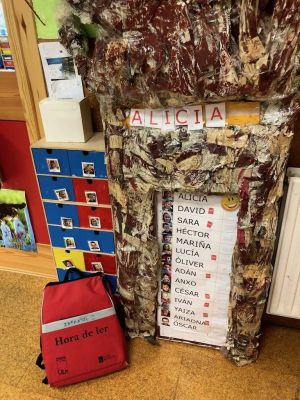 ALICIA
ALICIA
DAVID
SARA
HÉCTOR
MARIÑA
LUCÍA
ÓLIVER
ADÁN
ANXO
CÉSAR
IVÁN
YAIZA
ARIADNA
ÓSCAR
Hora de ler